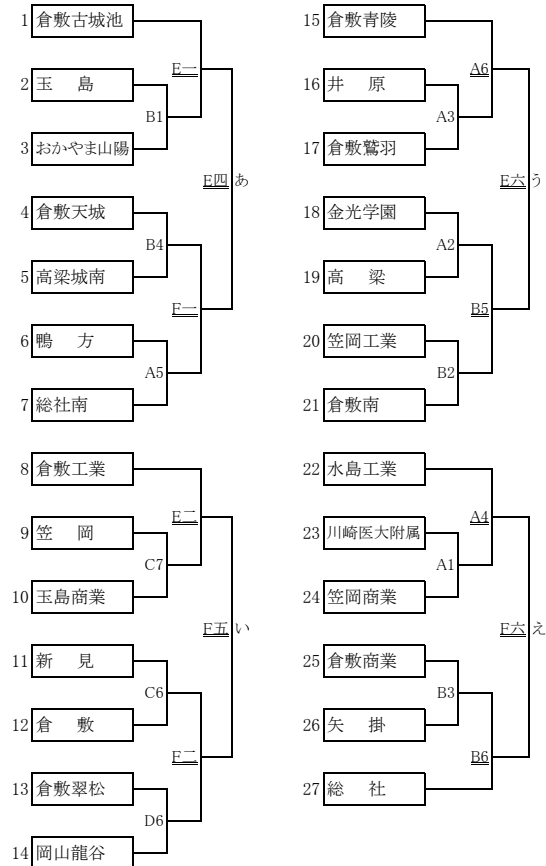 1 倉敷古城池
E一
2 玉 島
B1
3 おかやま山陽
E四 あ
4 倉敷天城
B4
5 高梁城南
F一
6 鴨 方
A5
7 総社南
8 倉敷工業
E二
9 笠 岡
C7
10 玉島商業
F五 い
11 新 見
C6
12 倉 敷
F二
13 倉敷翠松
D6
14 岡山龍谷
15 倉敷青陵
A6
16 井 原
A3
17 倉敷鷲羽
E六 う
18 金光学園
A2
19 高 梁
B5
20 笠岡工業
B2
21 倉敷南
22 水島工業
A4
23 川崎医大附属
A1
24 笠岡商業
F六 え
25 倉敷商業
B3
26 矢 掛
B6
27 総 社